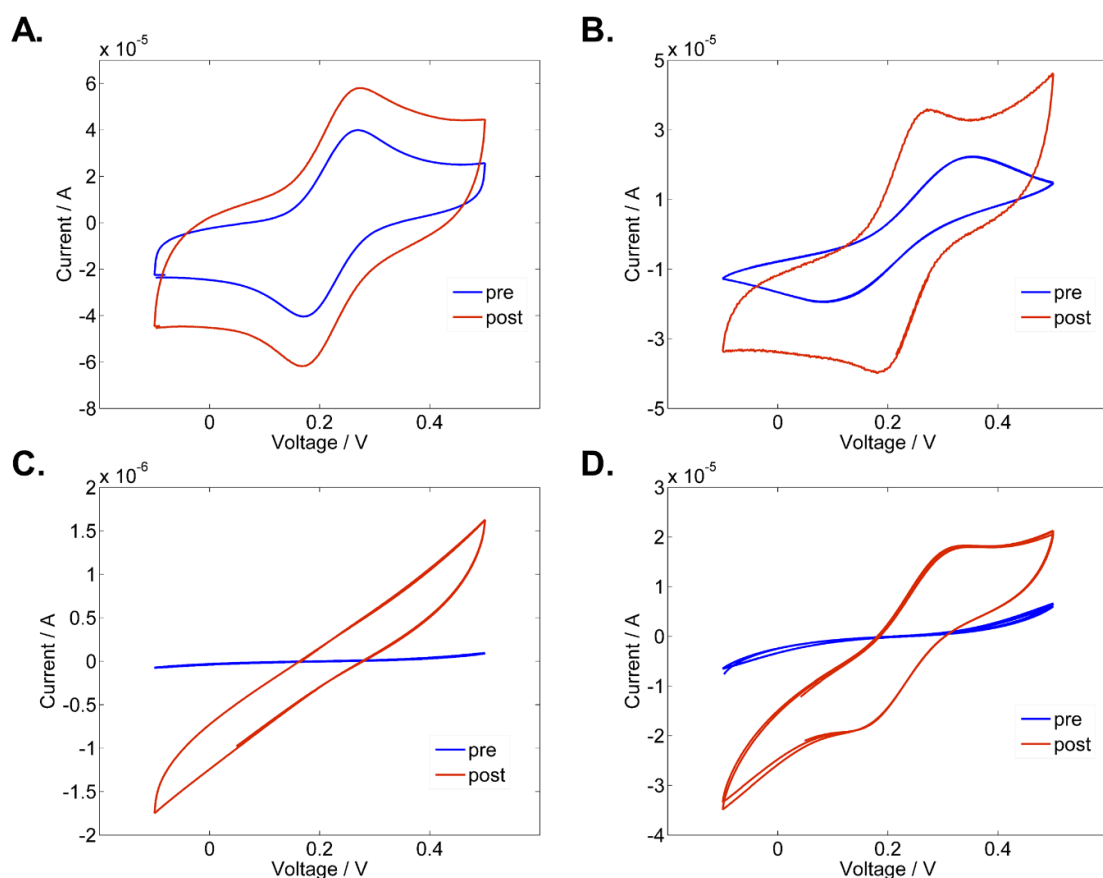 A.
x 10^-5
6
4
2
0
-2
-4
-6
-8
Current / A
0
0.2
0.4
Voltage / V
pre
post
B.
x 10^-5
5
3
1
-1
-3
-5
Current / A
0
0.2
0.4
Voltage / V
pre
post
C.
x 10^-6
2
1.5
1
0.5
0
-0.5
-1
-1.5
-2
Current / A
0
0.2
0.4
Voltage / V
pre
post
D.
x 10^-5
3
2
1
0
-1
-2
-3
-4
Current / A
0
0.2
0.4
Voltage / V
pre
post